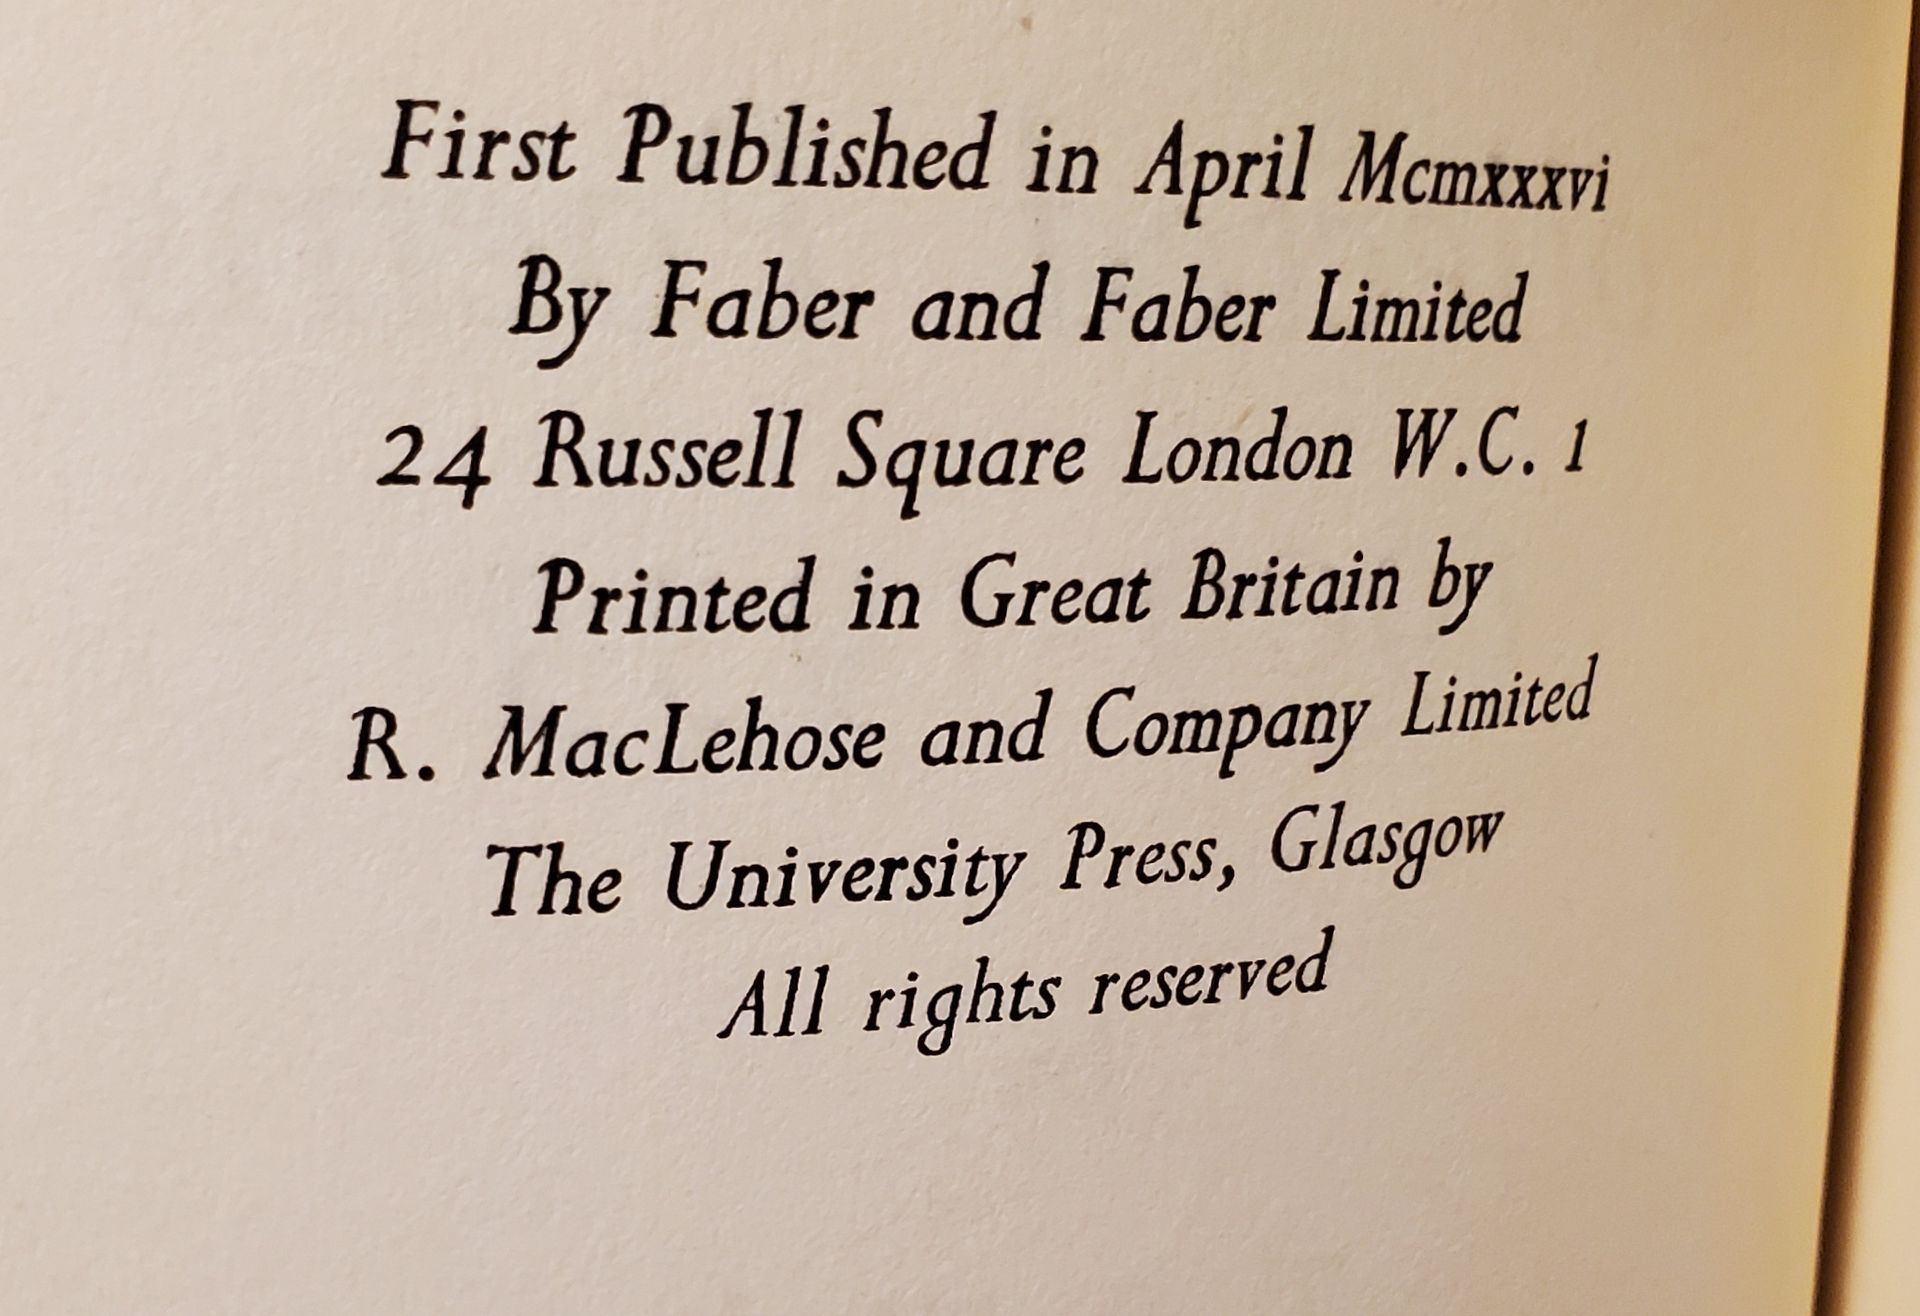 First Published in April Mcmxxxvi
By Faber and Faber Limited
24 Russell Square London W.C. 1
Printed in Great Britain by
R. MacLehose and Company Limited
The University Press, Glasgow
All rights reserved